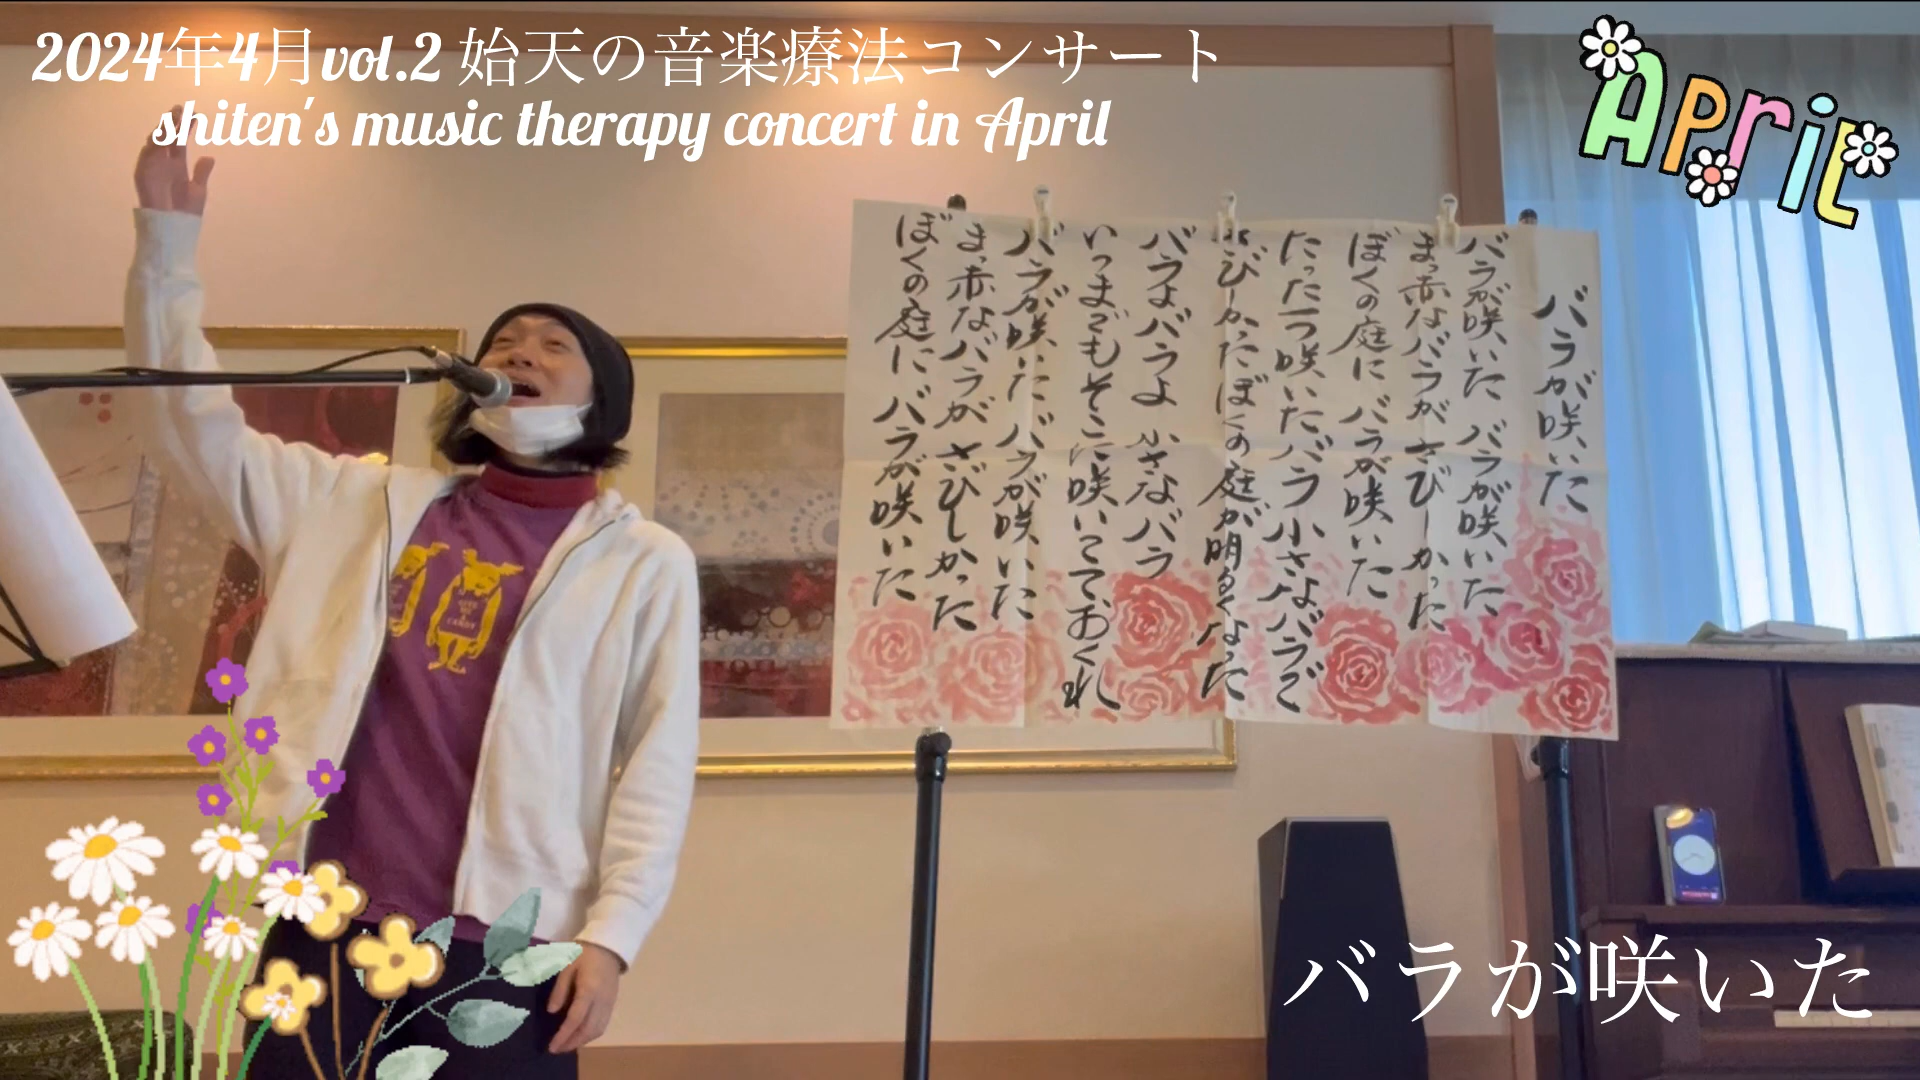 2024年4月vol.2 始天の音楽療法コンサート
shiten's music therapy concert in April
APRIL
バラが咲いた
バラが咲いた バラが咲いた
まっ赤なバラが さびしかった
ぼくの庭に バラが咲いた
たった一つ咲いたバラ 小さなバラで
さびしかったぼくの庭が明るくなった
バラよバラよ 小さなバラ
いつまでもそこに咲いてておくれ
バラが咲いた バラが咲いた
まっ赤なバラが さびしかった
ぼくの庭に バラが咲いた
バラが咲いた